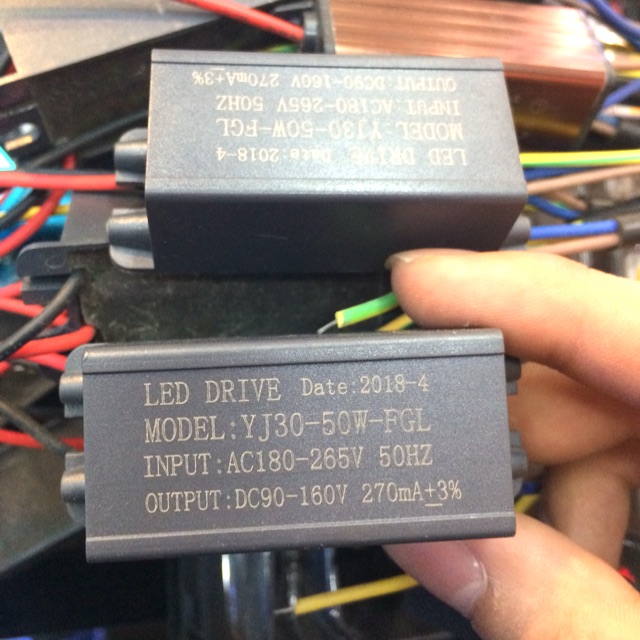 LED DRIVE Date 2018-4
MODEL:YJ30-50W-FGL
INPUT:AC180-265V 50HZ
OUTPUT:DC90-160V 270mA±3%
LED DRIVE Date:2018-4
MODEL:YJ30-50W-FGL
INPUT:AC180-265V 50HZ
OUTPUT:DC90-160V 270mA±3%